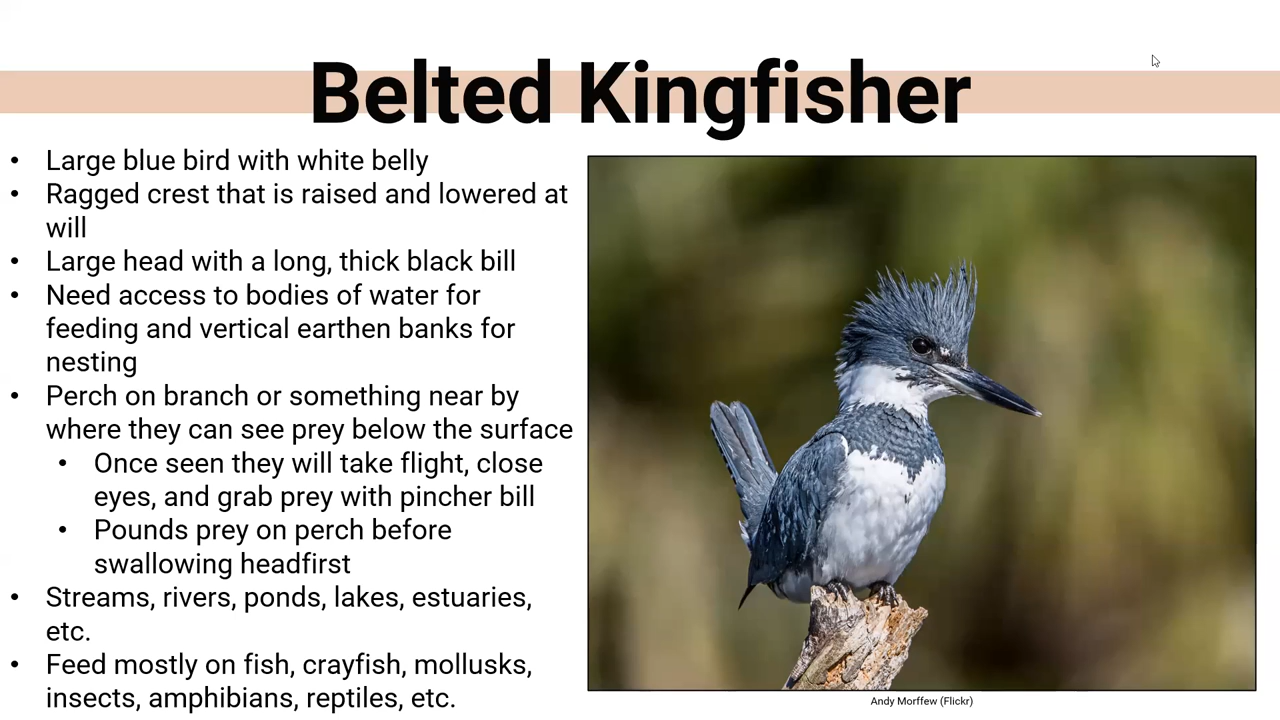 Belted Kingfisher
• Large blue bird with white belly
• Ragged crest that is raised and lowered at
will
• Large head with a long, thick black bill
• Need access to bodies of water for
feeding and vertical earthen banks for
nesting
• Perch on branch or something near by
where they can see prey below the surface
• Once seen they will take flight, close
eyes, and grab prey with pincher bill
• Pounds prey on perch before
swallowing headfirst
• Streams, rivers, ponds, lakes, estuaries,
etc.
• Feed mostly on fish, crayfish, mollusks,
insects, amphibians, reptiles, etc.
Andy Morffew (Flickr)